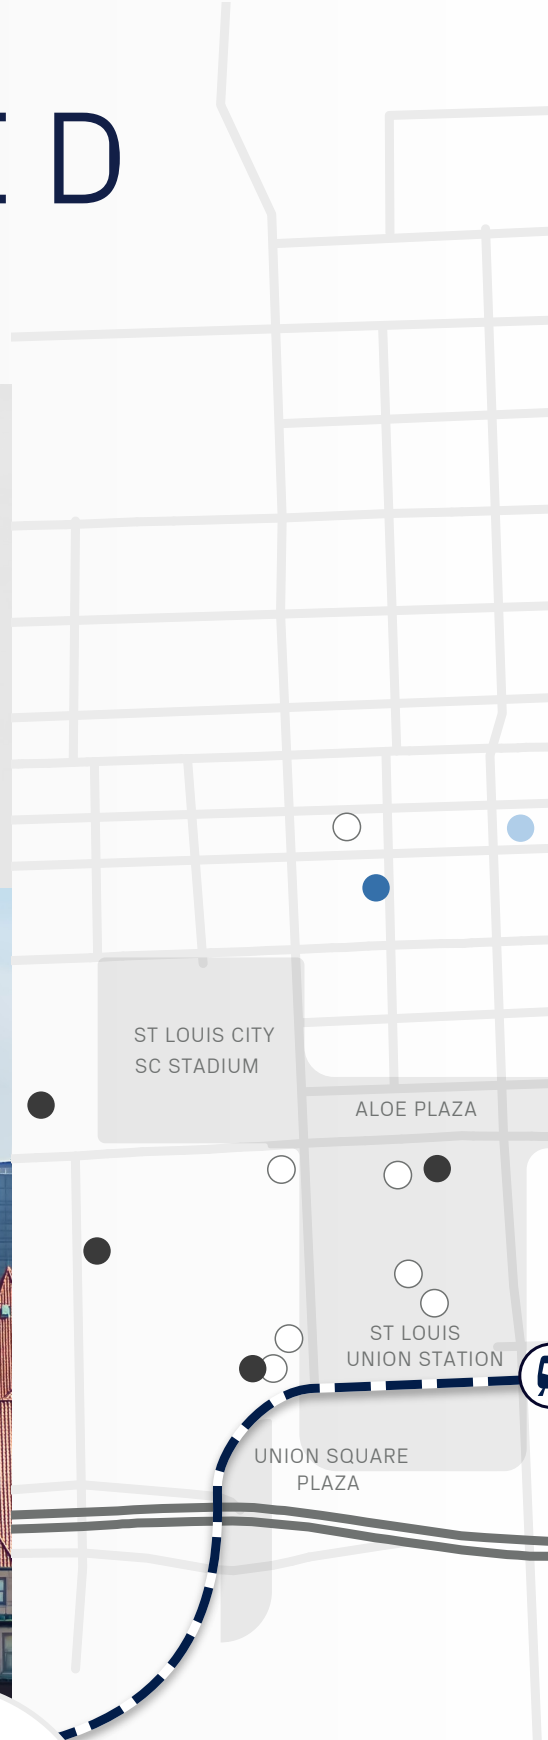 D
ST LOUIS CITY
SC STADIUM
ALOE PLAZA
ST LOUIS
UNION STATION
UNION SQUARE
PLAZA